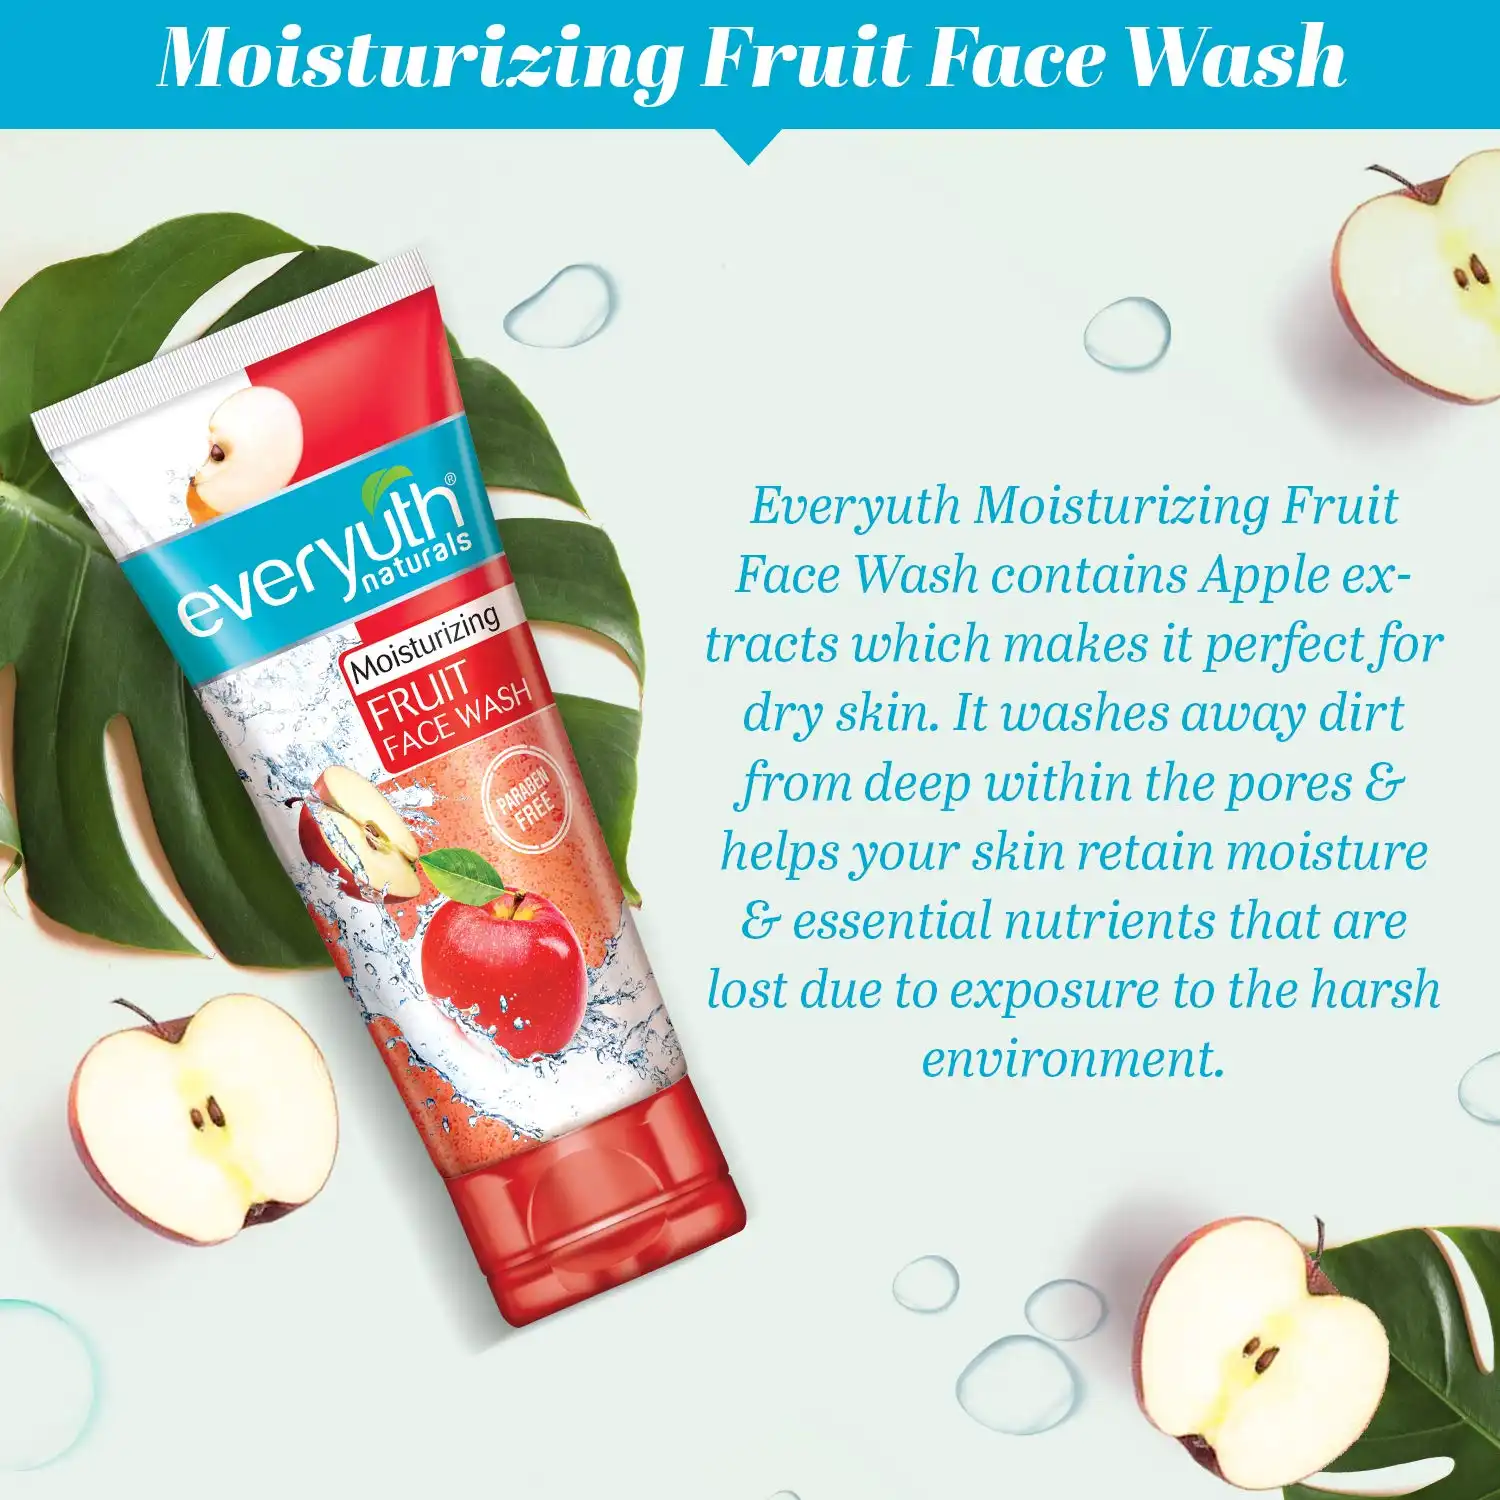 Moisturizing Fruit Face Wash
everyuth®
naturals
Moisturizing
FRUIT
FACE WASH
PARABEN
FREE
Everyuth Moisturizing Fruit
Face Wash contains Apple ex-
tracts which makes it perfect for
dry skin. It washes away dirt
from deep within the pores &
helps your skin retain moisture
& essential nutrients that are
lost due to exposure to the harsh
environment.